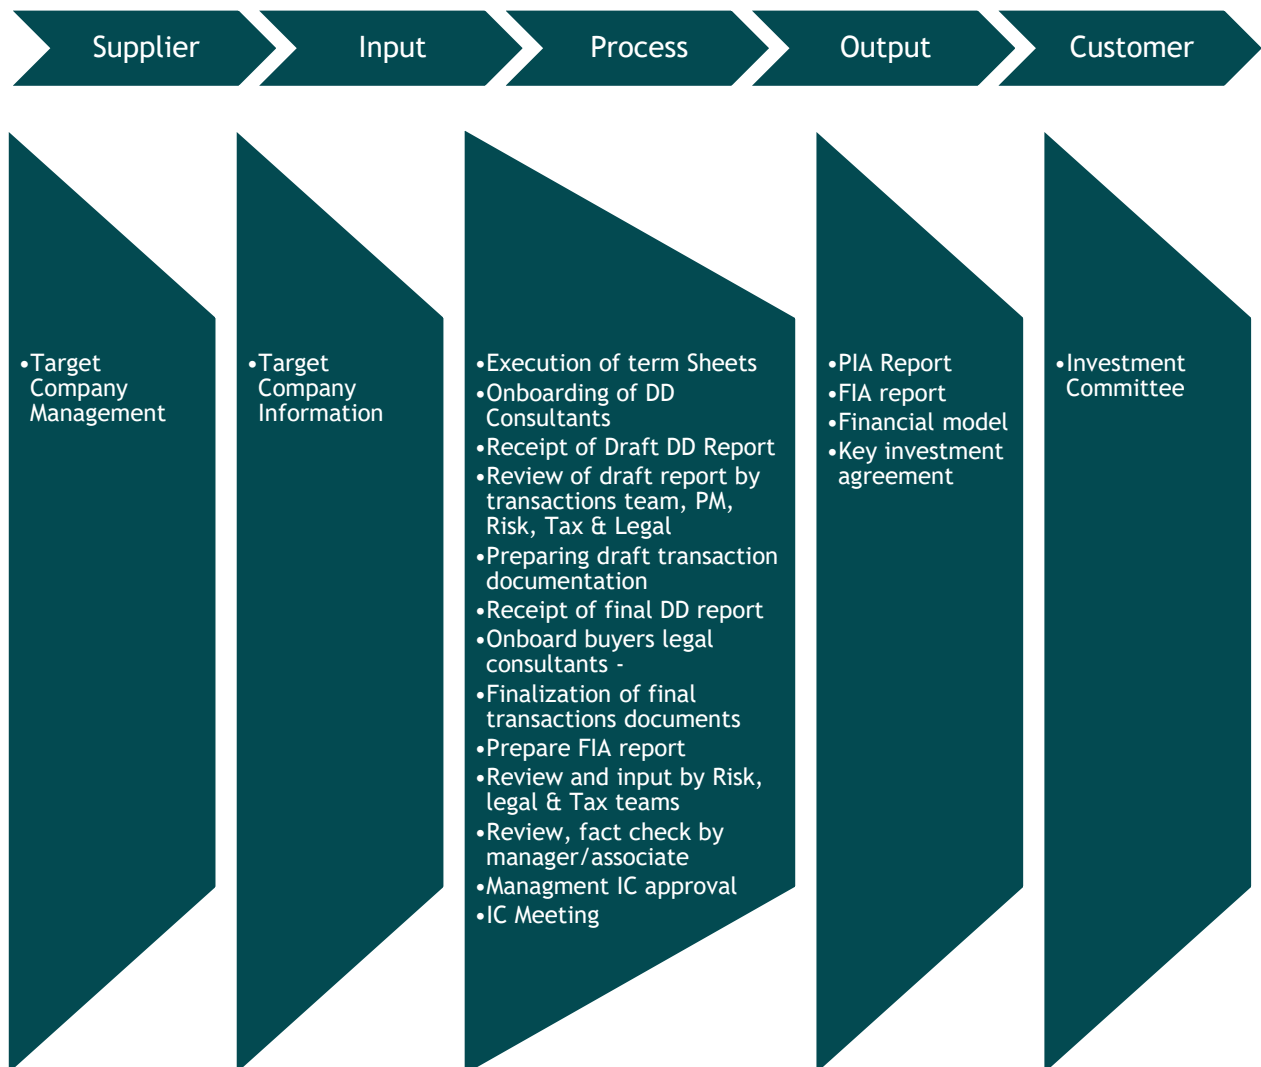 Supplier
Input
Process
Output
Customer
•Target
Company
Management
•Target
Company
Information
•Execution of term Sheets
•Onboarding of DD
Consultants
•Receipt of Draft DD Report
•Review of draft report by
transactions team, PM,
Risk, Tax & Legal
•Preparing draft transaction
documentation
•Receipt of final DD report
•Onboard buyers legal
consultants -
•Finalization of final
transactions documents
•Prepare FIA report
•Review and input by Risk,
legal & Tax teams
•Review, fact check by
manager/associate
•Managment IC approval
•IC Meeting
•PIA Report
•FIA report
•Financial model
•Key investment
agreement
•Investment
Committee